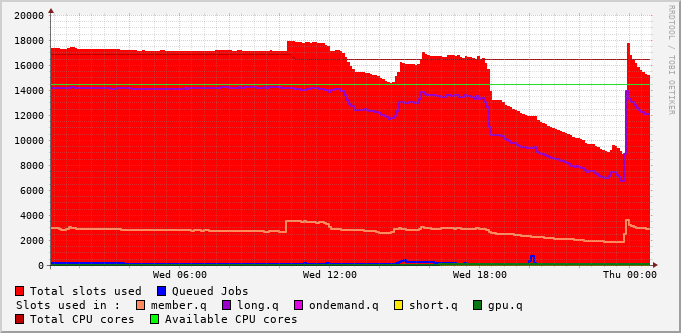 20000
18000
16000
14000
12000
10000
8000
6000
4000
2000
0
Wed 06:00 Wed 12:00 Wed 18:00 Thu 00:00
RRDTOOL / TOBI OETIKER
Total slots used Queued Jobs
Slots used in : member.q long.q ondemand.q short.q gpu.q
Total CPU cores Available CPU cores